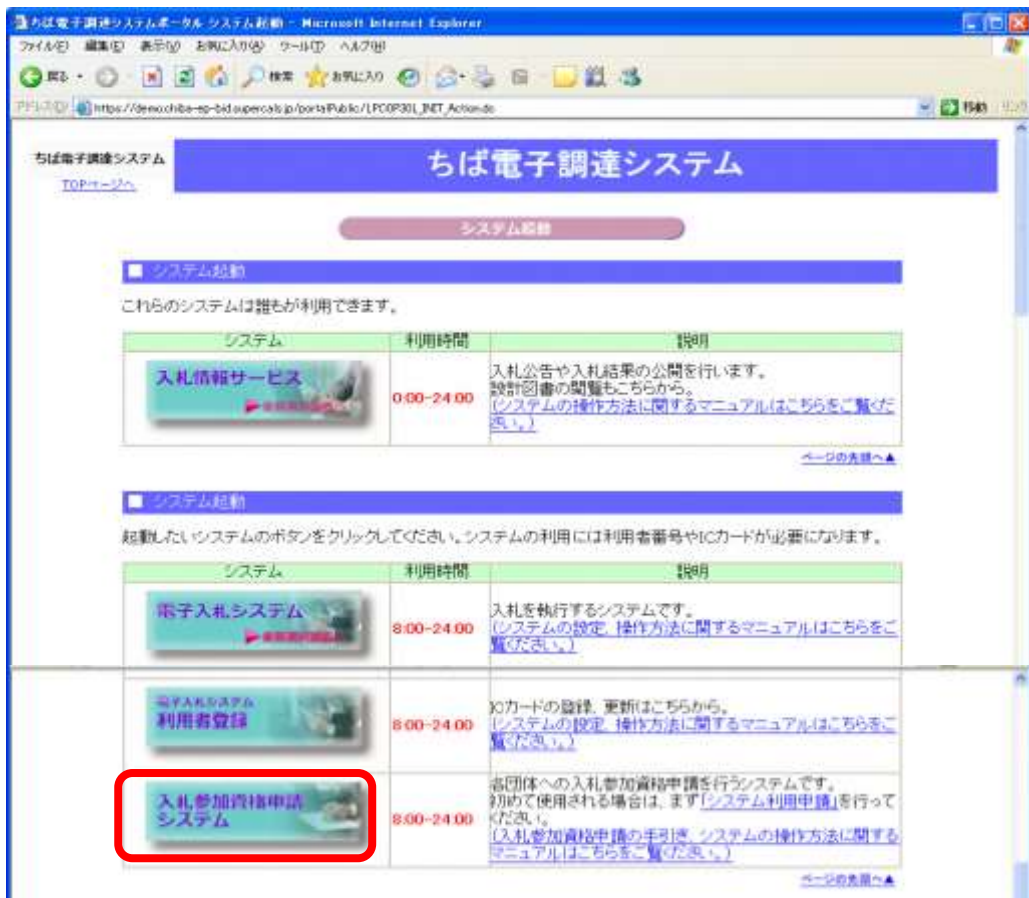 ちば電子調達システムポータル システム起動 - Microsoft Internet Explorer
ファイル(F) 編集(E) 表示(V) お気に入り(A) ツール(T) ヘルプ(H)
戻る 検索 お気に入り
アドレス(D) 移動 リンク
ちば電子調達システム
TOPページへ
ちば電子調達システム
システム起動
システム起動
これらのシステムは誰もが利用できます。
システム 利用時間 説明
入札情報サービス
0:00-24:00
入札公告や入札結果の公開を行います。
設計図書の閲覧もこちらから。
(システムの操作方法に関するマニュアルはこちらをご覧くだ
さい。)
ページの先頭へ▲
システム起動
起動したいシステムのボタンをクリックしてください。システムの利用には利用者番号やICカードが必要になります。
システム 利用時間 説明
電子入札システム
8:00-24:00
入札を執行するシステムです。
(システムの設定、操作方法に関するマニュアルはこちらをご
覧ください。)
電子入札システム
利用者登録
8:00-24:00
ICカードの登録、更新はこちらから。
(システムの設定、操作方法に関するマニュアルはこちらをご
覧ください。)
入札参加資格申請
システム
8:00-24:00
各団体への入札参加資格申請を行うシステムです。
初めて使用される場合は、まず「システム利用申請」を行って
ください。
(入札参加資格申請の手引き、システムの操作方法に関する
マニュアルはこちらをご覧ください。)
ページの先頭へ▲